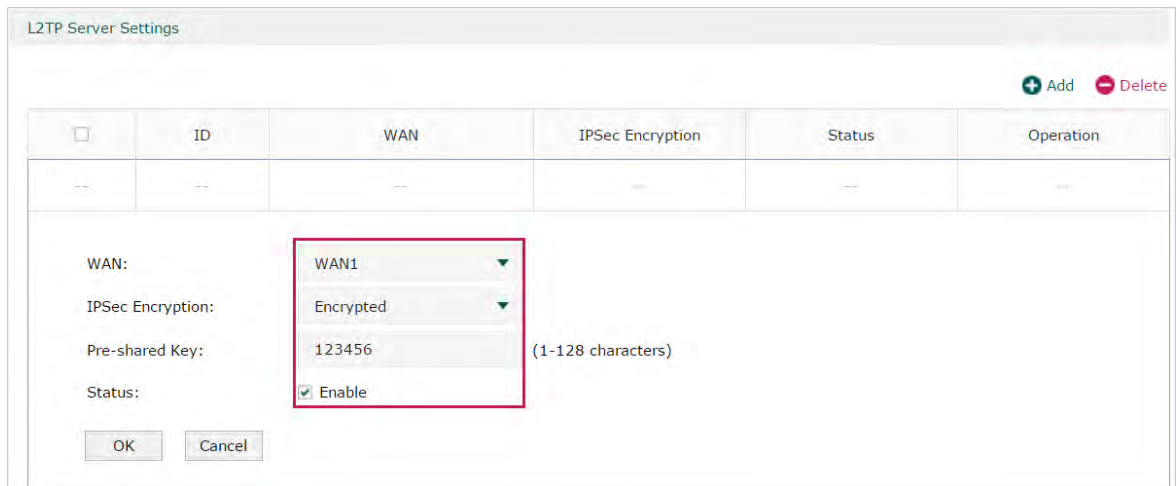 L2TP Server Settings
Add Delete
ID WAN IPSec Encryption Status Operation
-- -- -- -- -- --
WAN: WAN1
IPSec Encryption: Encrypted
Pre-shared Key: 123456 (1-128 characters)
Status: Enable
OK Cancel